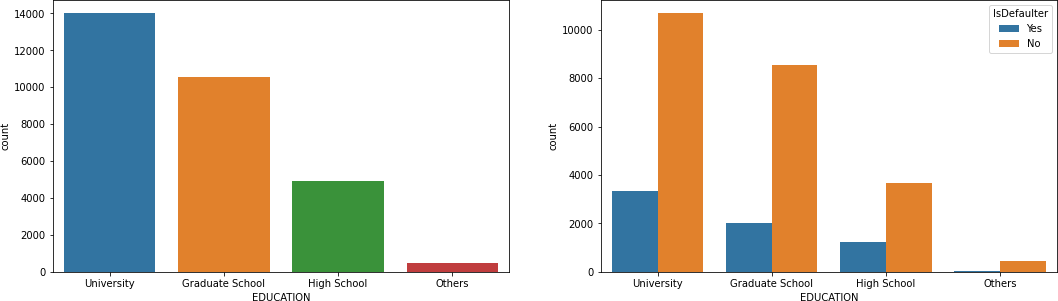 14000
12000
10000
8000
6000
4000
2000
0
count
University Graduate School High School Others
EDUCATION
10000
8000
6000
4000
2000
0
count
IsDefaulter
Yes
No
University Graduate School High School Others
EDUCATION